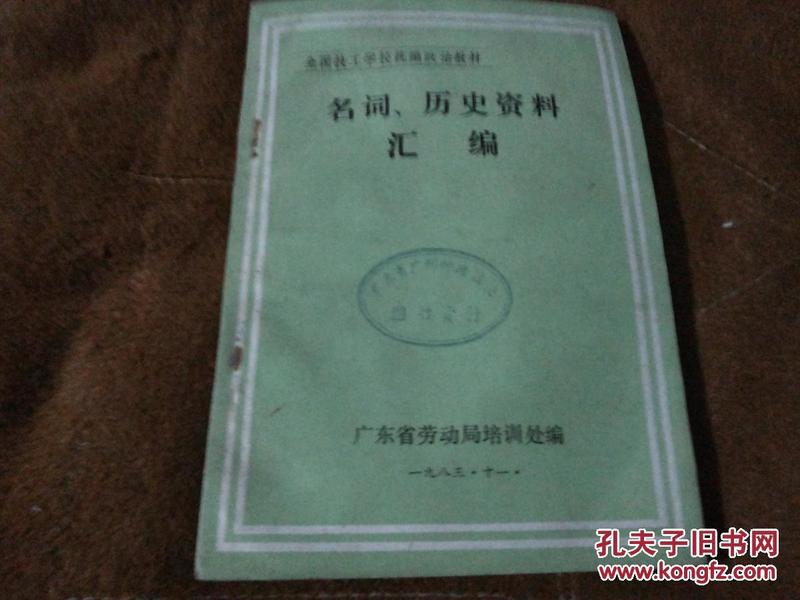 全国技工学校统编政治教材
名词、历史资料
汇编
广东省劳动局培训处编
一九八三·十一·
孔夫子旧书网
www.kongfz.com